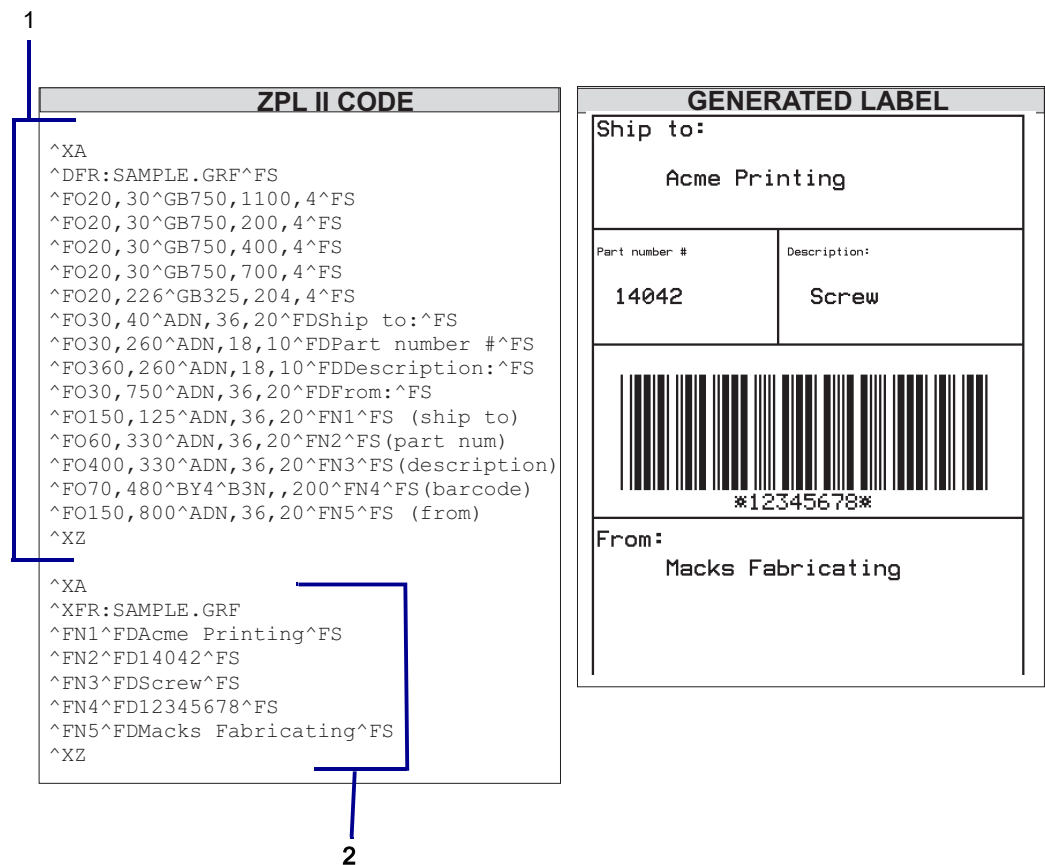 1
ZPL II CODE
^XA
^DFR:SAMPLE.GRF^FS
^FO20,30^GB750,1100,4^FS
^FO20,30^GB750,200,4^FS
^FO20,30^GB750,400,4^FS
^FO20,30^GB750,700,4^FS
^FO20,226^GB325,204,4^FS
^FO30,40^ADN,36,20^FDShip to:^FS
^FO30,260^ADN,18,10^FDPart number #^FS
^FO360,260^ADN,18,10^FDDescription:^FS
^FO30,750^ADN,36,20^FDFrom:^FS
^FO150,125^ADN,36,20^FN1^FS (ship to)
^FO60,330^ADN,36,20^FN2^FS(part num)
^FO400,330^ADN,36,20^FN3^FS(description)
^FO70,480^BY4^B3N,,200^FN4^FS(barcode)
^FO150,800^ADN,36,20^FN5^FS (from)
^XZ
^XA
^XFR:SAMPLE.GRF
^FN1^FDAcme Printing^FS
^FN2^FD14042^FS
^FN3^FDScrew^FS
^FN4^FD12345678^FS
^FN5^FDMacks Fabricating^FS
^XZ
2
GENERATED LABEL
Ship to:
Acme Printing
Part number #
Description:
14042
Screw
*12345678*
From:
Macks Fabricating